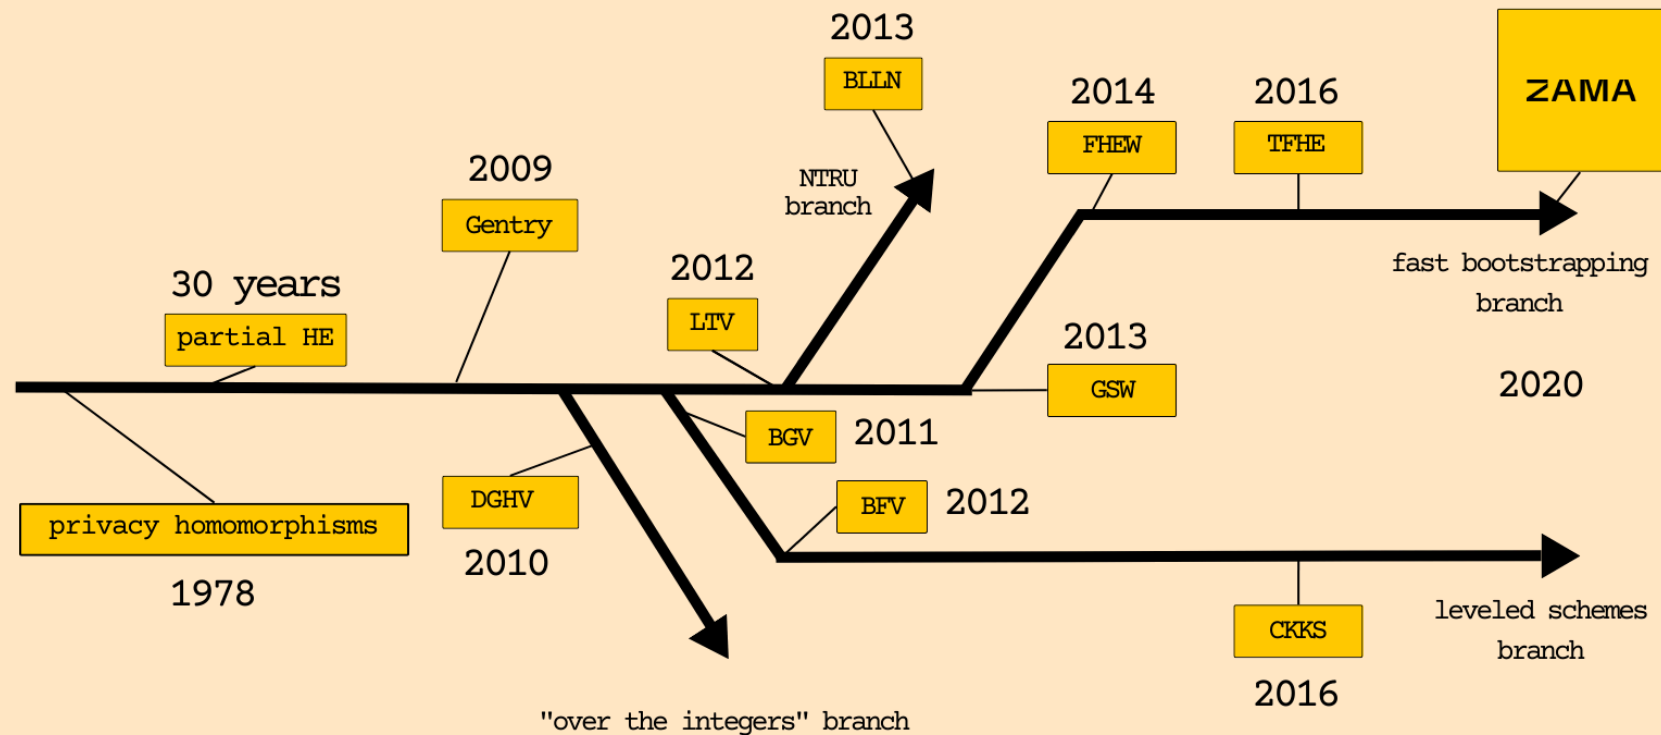 2013
BLLN
ZAMA
2014
FHEW
2016
TFHE
2009
Gentry
NTRU
branch
30 years
partial HE
2012
LTV
fast bootstrapping
branch
2013
GSW
2020
BGV
2011
BFV
2012
DGHV
2010
privacy homomorphisms
1978
CKKS
2016
leveled schemes
branch
"over the integers" branch